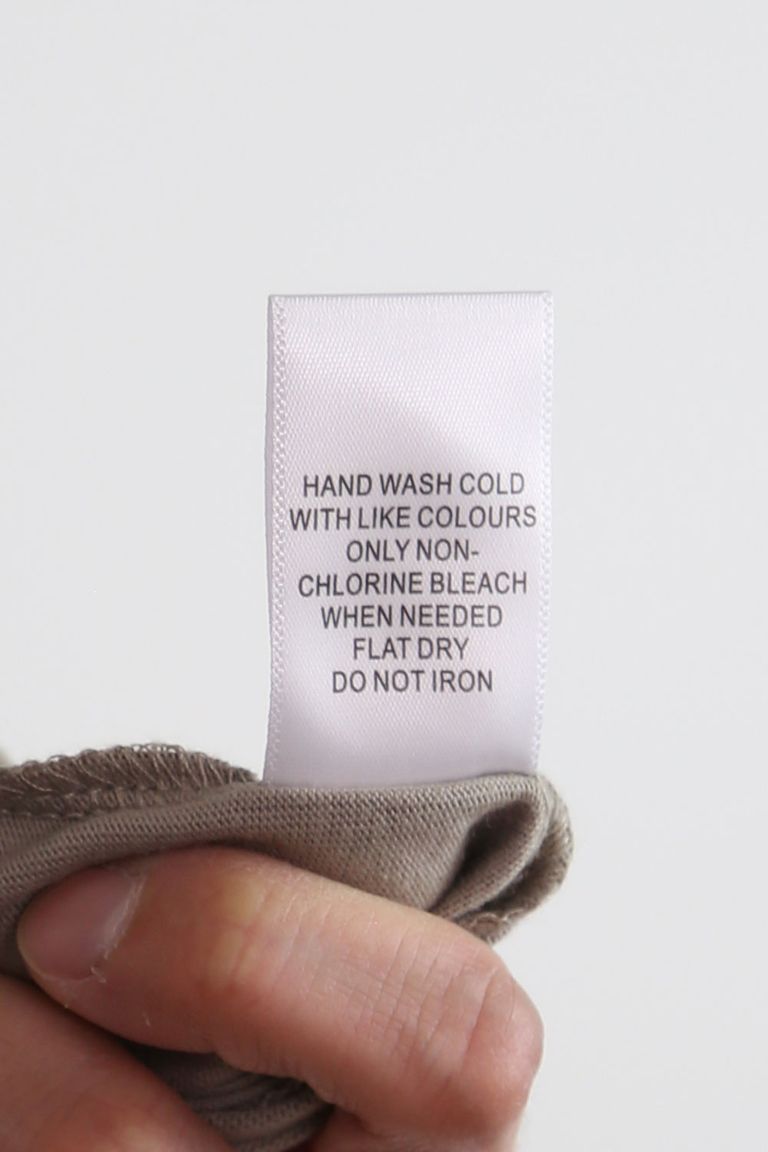 HAND WASH COLD
WITH LIKE COLOURS
ONLY NON-
CHLORINE BLEACH
WHEN NEEDED
FLAT DRY
DO NOT IRON